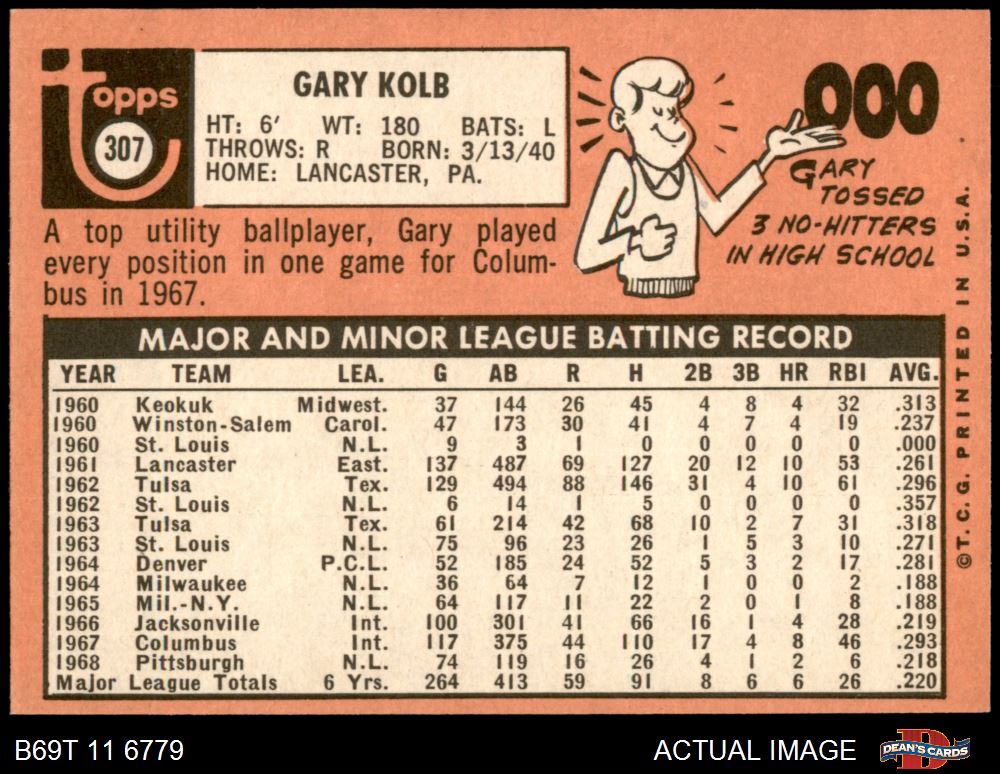 Topps
307
GARY KOLB
HT: 6' WT: 180 BATS: L
THROWS: R BORN: 3/13/40
HOME: LANCASTER, PA.
A top utility ballplayer, Gary played
every position in one game for Colum-
bus in 1967.
000
GARY
TOSSED
3 NO-HITTERS
IN HIGH SCHOOL
MAJOR AND MINOR LEAGUE BATTING RECORD
YEAR TEAM LEA. G AB R H 2B 3B HR RBI AVG.
1960 Keokuk Midwest. 37 144 26 45 4 8 4 32 .313
1960 Winston-Salem Carol. 47 173 30 41 4 7 4 19 .237
1960 St. Louis N.L. 9 3 1 0 0 0 0 0 .000
1961 Lancaster East. 137 487 69 127 20 12 10 53 .261
1962 Tulsa Tex. 129 494 88 146 31 4 10 61 .296
1962 St. Louis N.L. 6 14 1 5 0 0 0 0 .357
1963 Tulsa Tex. 61 214 42 68 10 2 7 31 .318
1963 St. Louis N.L. 75 96 23 26 1 5 3 10 .271
1964 Denver P.C.L. 52 185 24 52 5 3 2 17 .281
1964 Milwaukee N.L. 36 64 7 12 1 0 0 2 .188
1965 Mil.-N.Y. N.L. 64 117 11 22 2 0 1 8 .188
1966 Jacksonville Int. 100 301 41 66 16 1 4 28 .219
1967 Columbus Int. 117 375 44 110 17 4 8 46 .293
1968 Pittsburgh N.L. 74 119 16 26 4 1 2 6 .218
Major League Totals 6 Yrs. 264 413 59 91 8 6 6 26 .220
©T.C.G. PRINTED IN U.S.A.
B69T 11 6779
ACTUAL IMAGE
DEAN'S CARDS